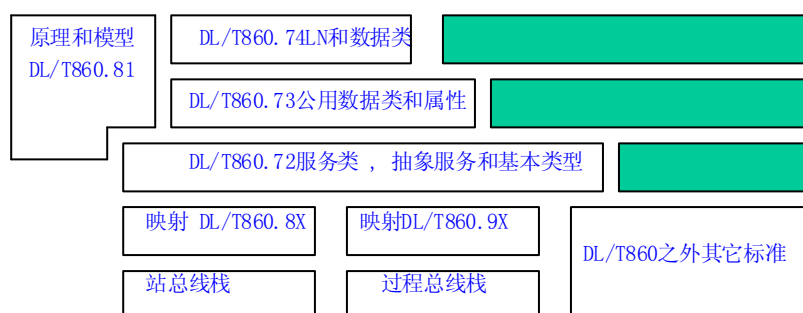 原理和模型
DL/T860.81
DL/T860.74LN和数据类
DL/T860.73公用数据类和属性
DL/T860.72服务类 , 抽象服务和基本类型
映射 DL/T860.8X
映射DL/T860.9X
DL/T860之外其它标准
站总线栈
过程总线栈